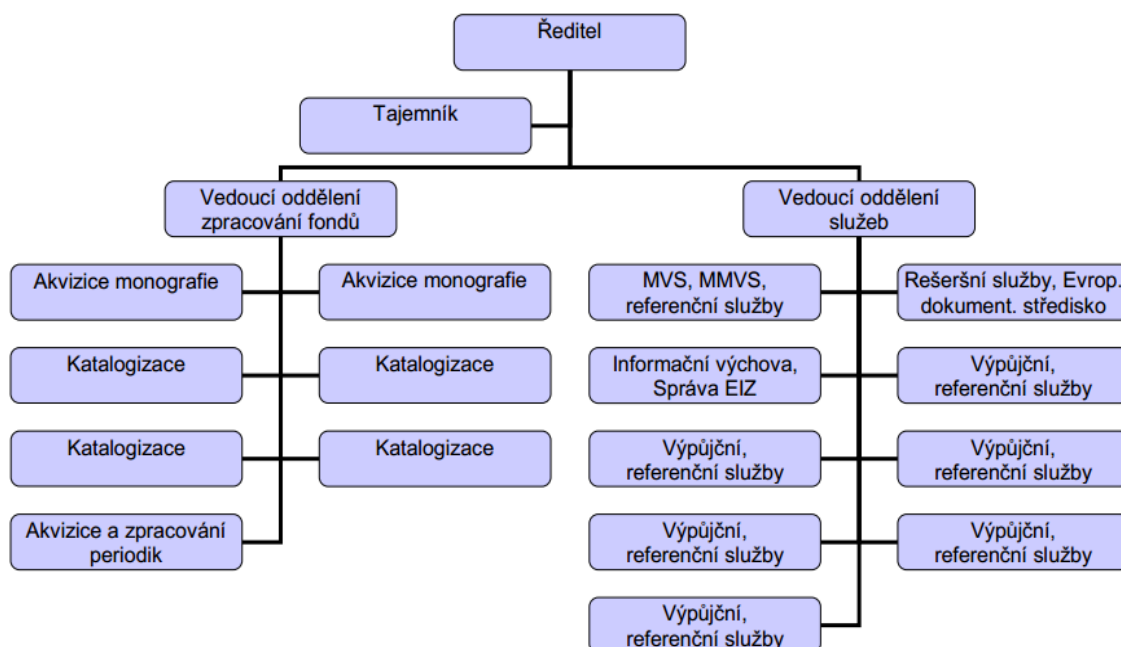 Ředitel
Tajemník
Vedoucí oddělení
zpracování fondů
Vedoucí oddělení
služeb
Akvizice monografie
Akvizice monografie
MVS, MMVS,
referenční služby
Rešeršní služby, Evrop.
dokument. středisko
Katalogizace
Katalogizace
Informační výchova,
Správa EIZ
Výpůjční,
referenční služby
Katalogizace
Katalogizace
Výpůjční,
referenční služby
Výpůjční,
referenční služby
Akvizice a zpracování
periodik
Výpůjční,
referenční služby
Výpůjční,
referenční služby
Výpůjční,
referenční služby